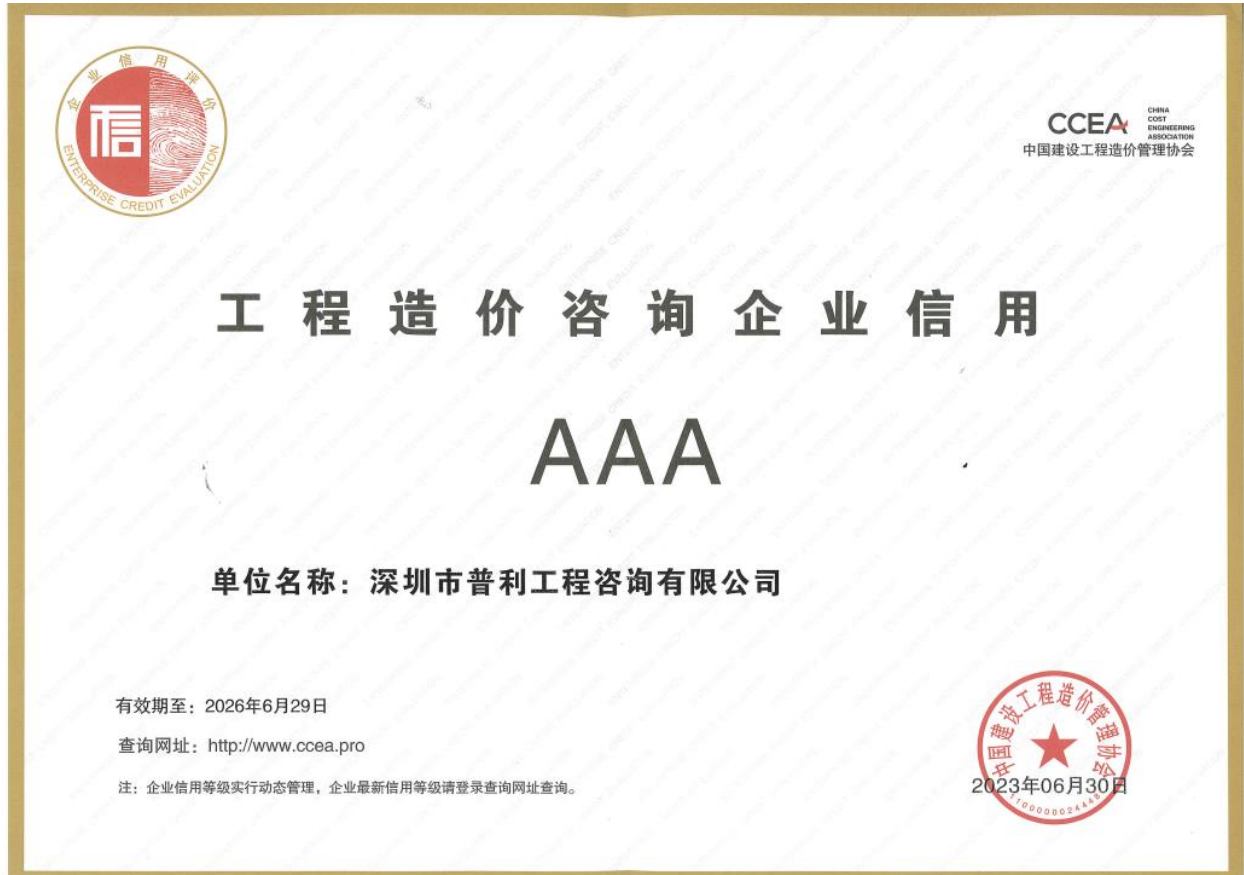 企业信用评价
信
ENTERPRISE CREDIT EVALUATION
CCEA
CHINA
COST
ENGINEERING
ASSOCIATION
中国建设工程造价管理协会
工程造价咨询企业信用
AAA
单位名称：深圳市普利工程咨询有限公司
有效期至：2026年6月29日
查询网址：http://www.ccea.pro
注：企业信用等级实行动态管理，企业最新信用等级请登录查询网址查询。
中国建设工程造价管理协会
2023年06月30日